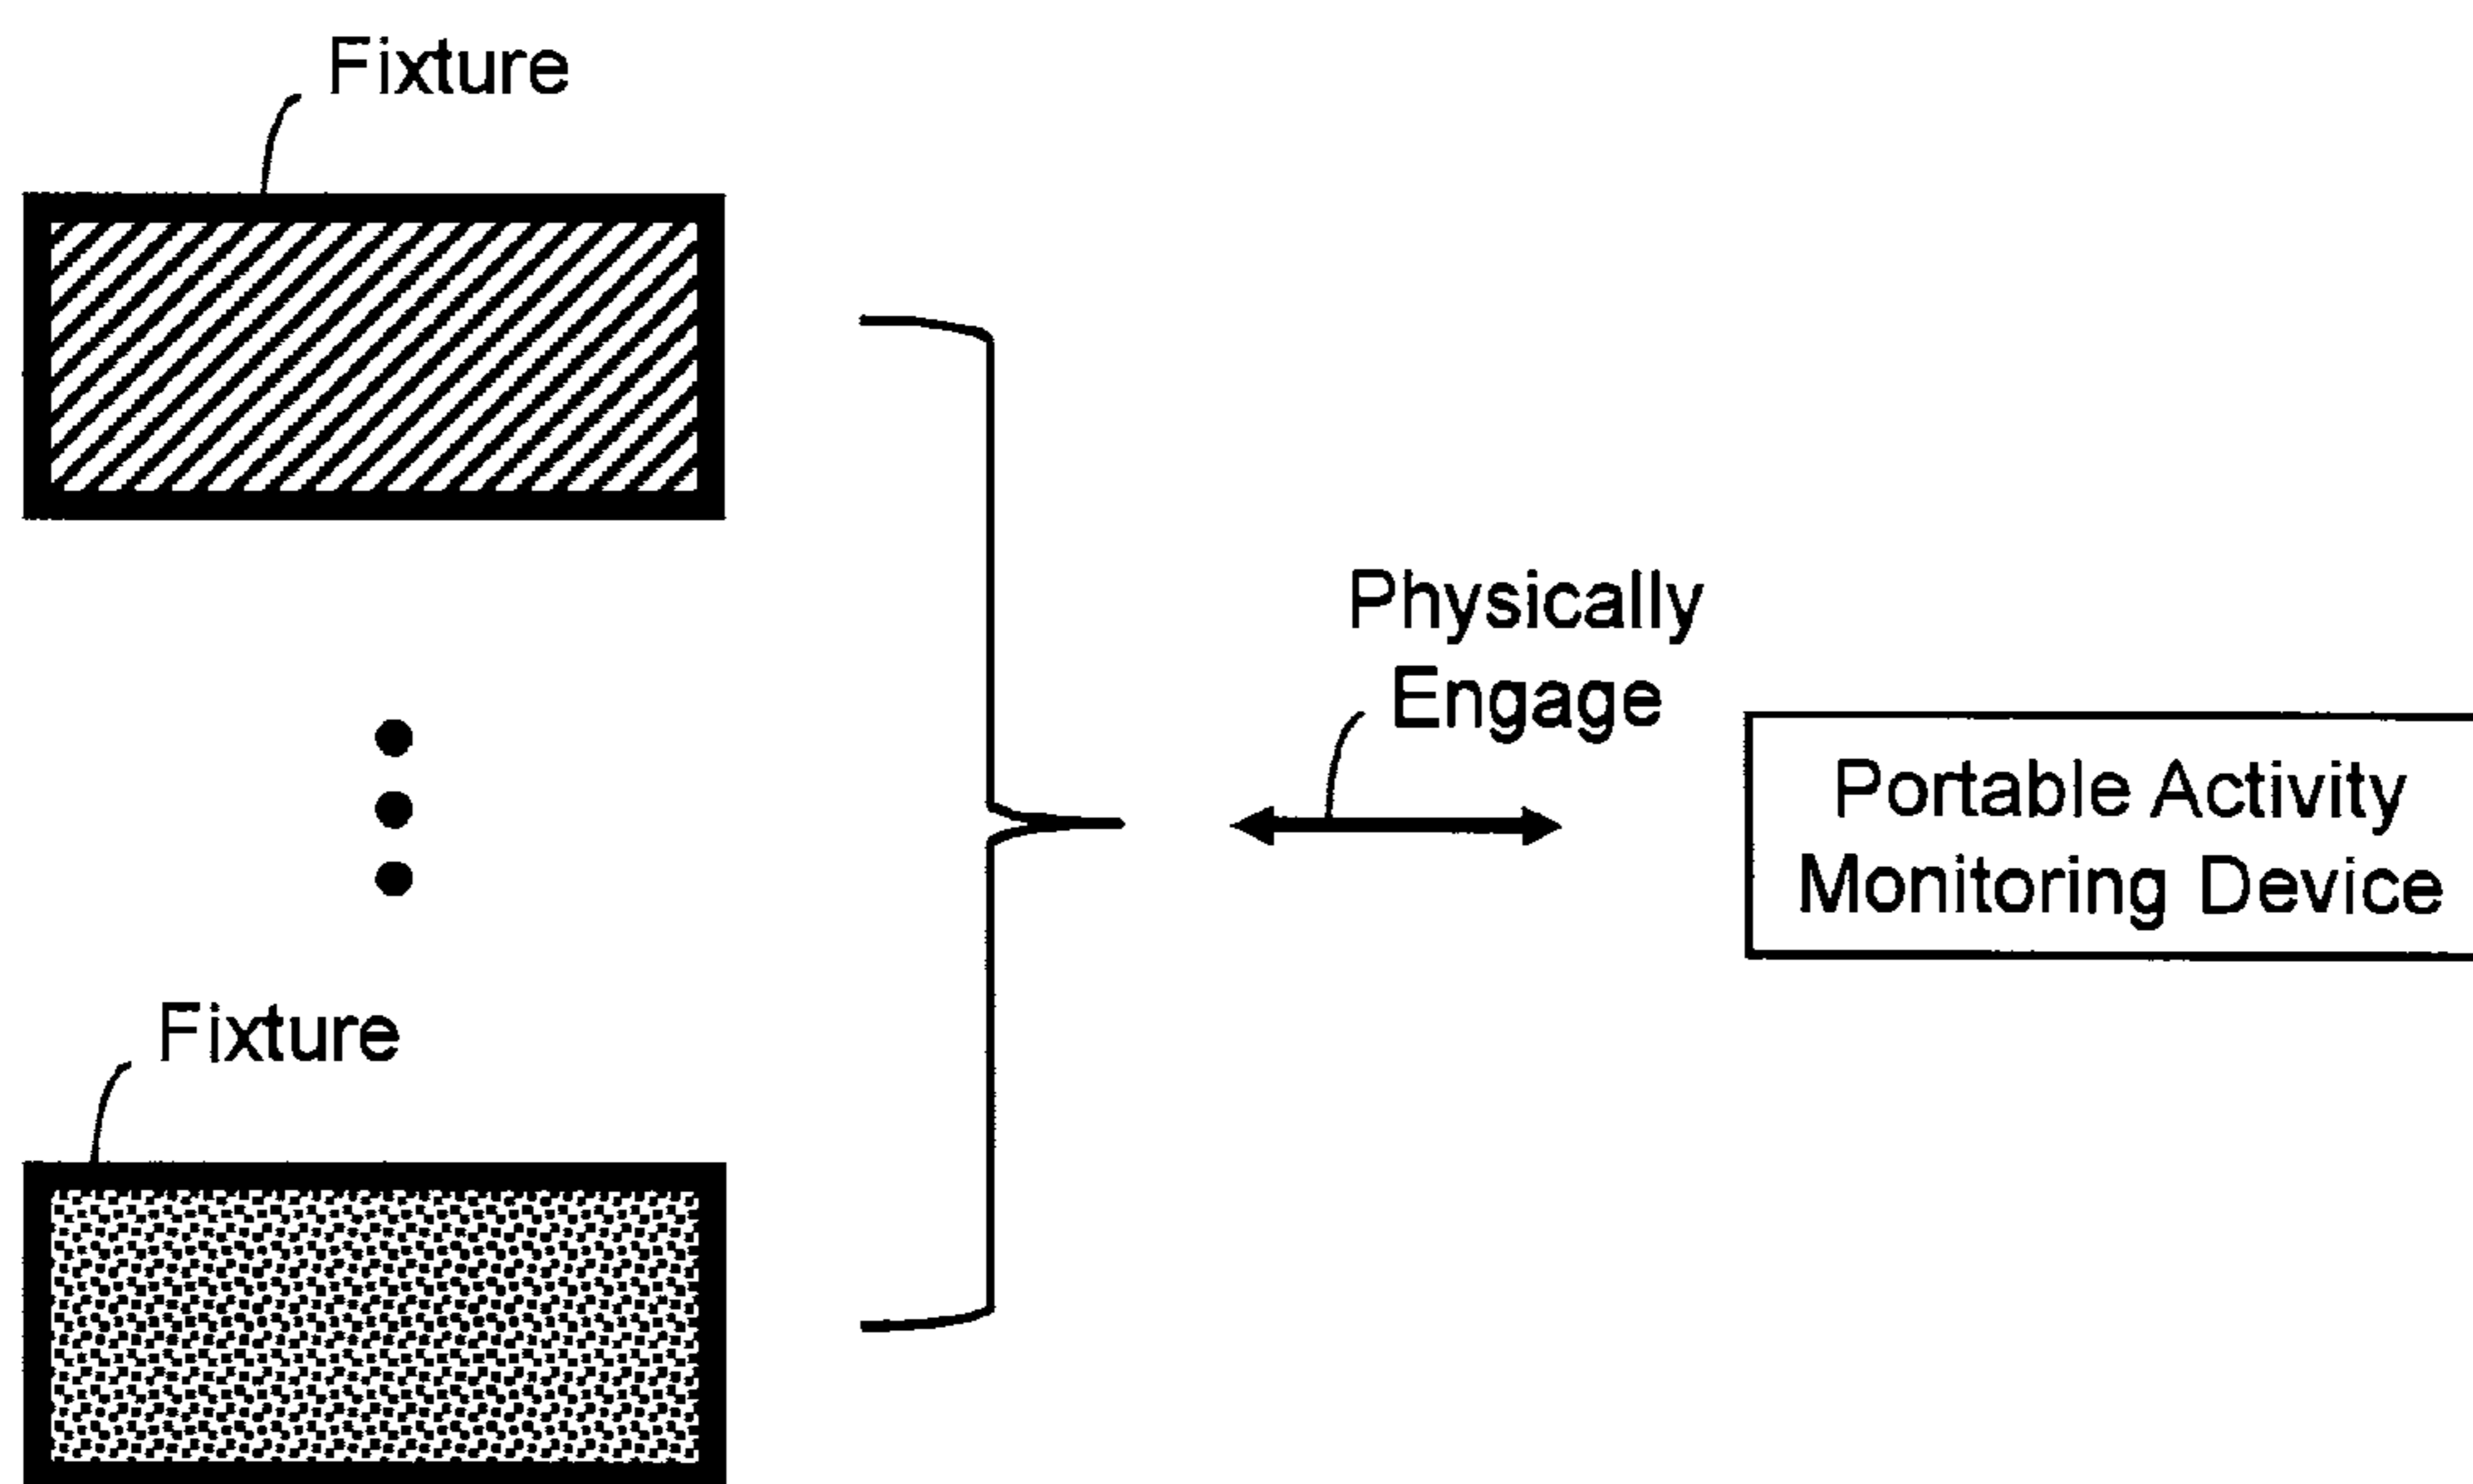 Fixture
Physically
Engage
Portable Activity
Monitoring Device
Fixture